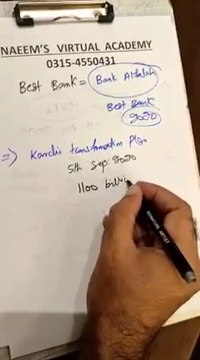 NAEEM'S VIRTUAL ACADEMY
0315-4550431
Best Bank = Bank Alfalah
Best Bank
2020
⇒ Karachi transformation Plan
5th Sep. 2020
1100 billi